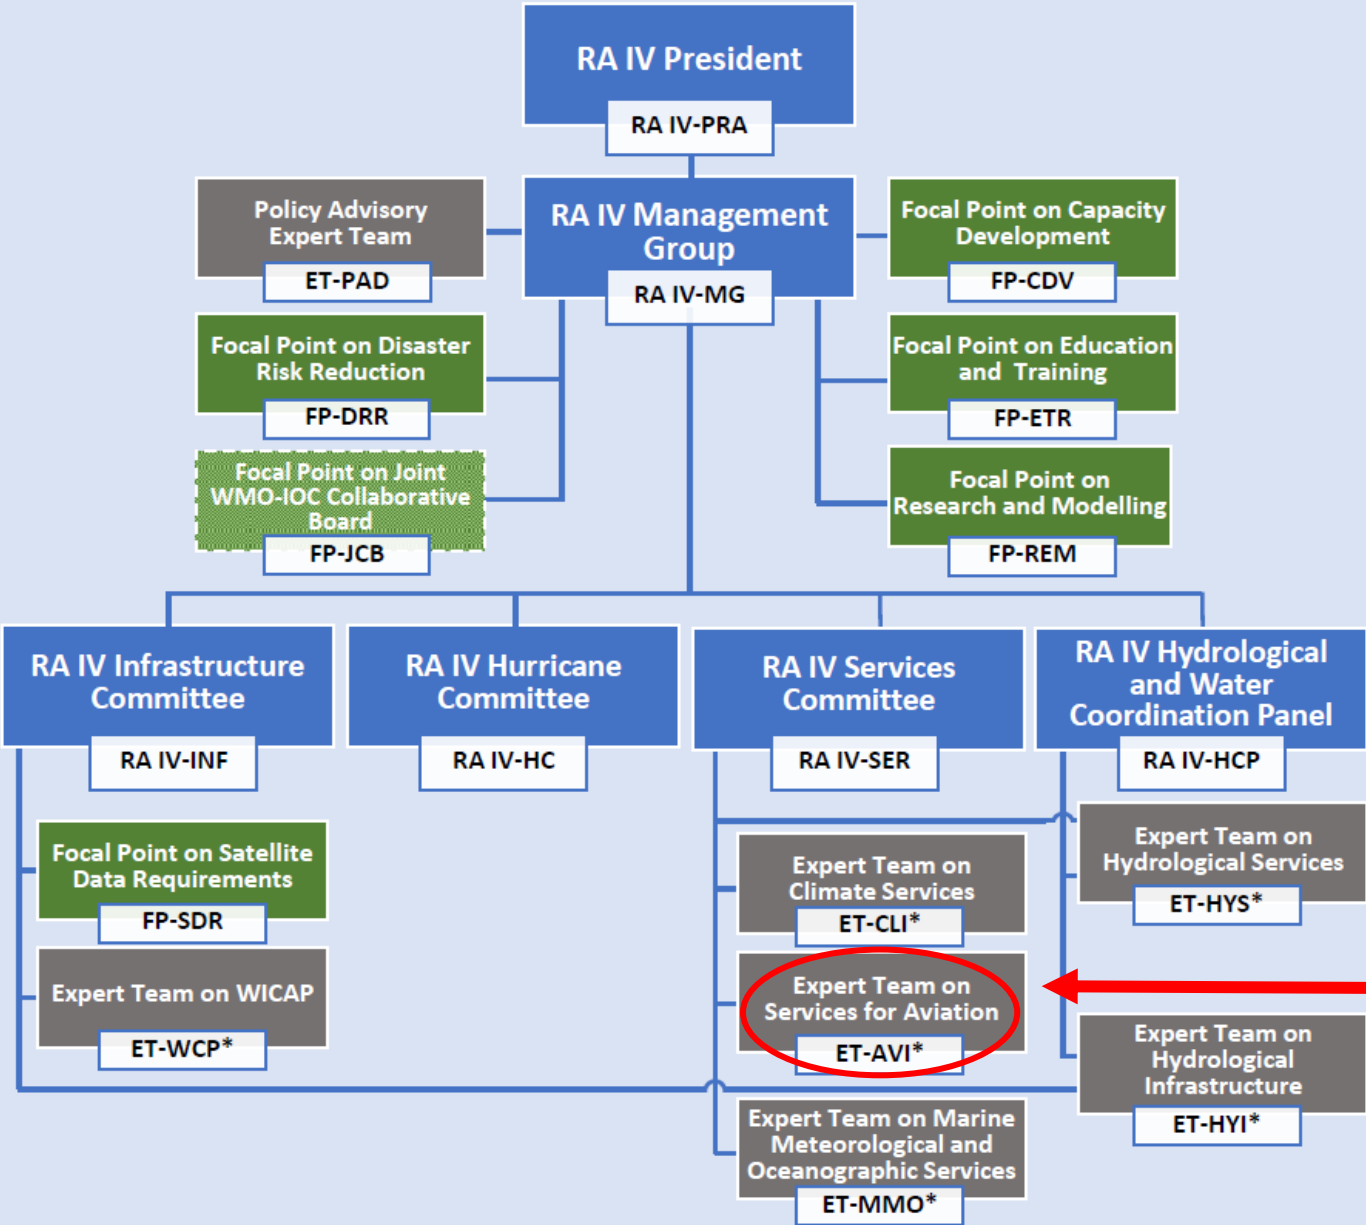 RA IV President
RA IV-PRA
Policy Advisory
Expert Team
ET-PAD
RA IV Management
Group
RA IV-MG
Focal Point on Capacity
Development
FP-CDV
Focal Point on Disaster
Risk Reduction
FP-DRR
Focal Point on Education
and Training
FP-ETR
Focal Point on Joint
WMO-IOC Collaborative
Board
FP-JCB
Focal Point on
Research and Modelling
FP-REM
RA IV Infrastructure
Committee
RA IV-INF
RA IV Hurricane
Committee
RA IV-HC
RA IV Services
Committee
RA IV-SER
RA IV Hydrological
and Water
Coordination Panel
RA IV-HCP
Focal Point on Satellite
Data Requirements
FP-SDR
Expert Team on WICAP
ET-WCP*
Expert Team on
Climate Services
ET-CLI*
Expert Team on
Services for Aviation
ET-AVI*
Expert Team on Marine
Meteorological and
Oceanographic Services
ET-MMO*
Expert Team on
Hydrological Services
ET-HYS*
Expert Team on
Hydrological
Infrastructure
ET-HYI*